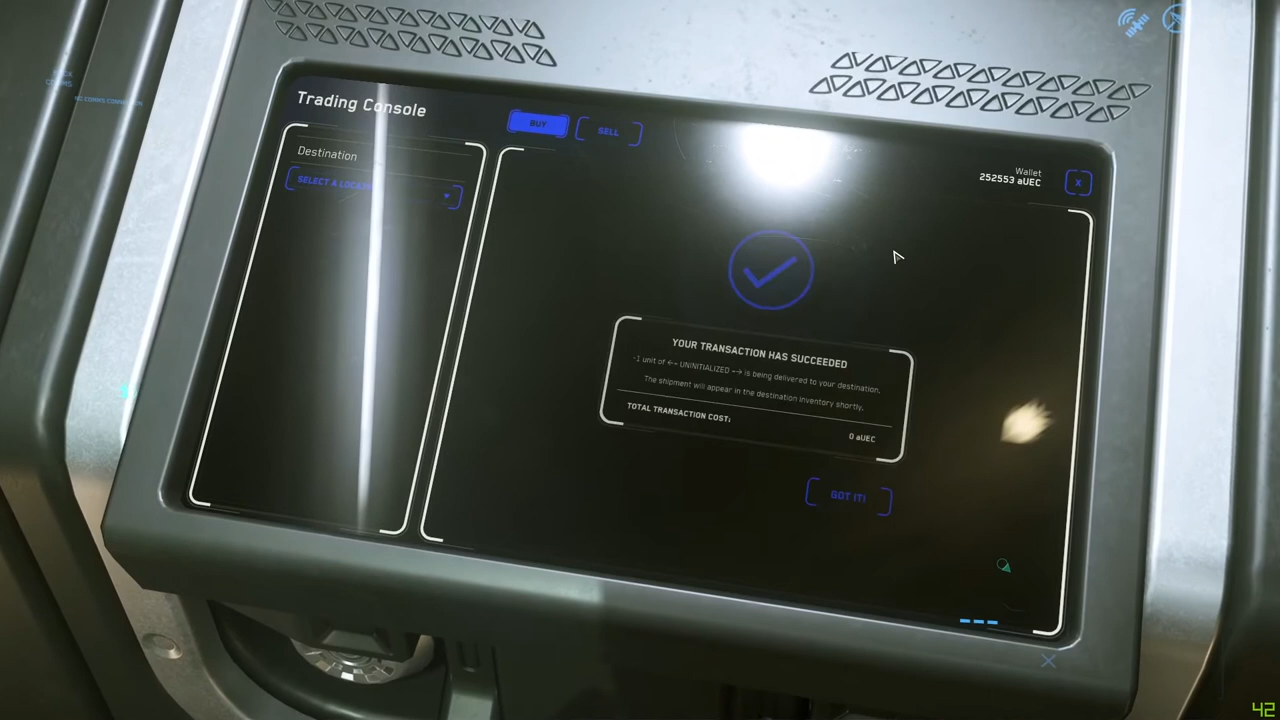 Trading Console
BUY
SELL
Destination
SELECT A LOCAT
Wallet
252553 aUEC
X
YOUR TRANSACTION HAS SUCCEEDED
-1 unit of <-- UNINITIALIZED --> is being delivered to your destination.
The shipment will appear in the destination inventory shortly.
TOTAL TRANSACTION COST:
0 aUEC
GOT IT!
42